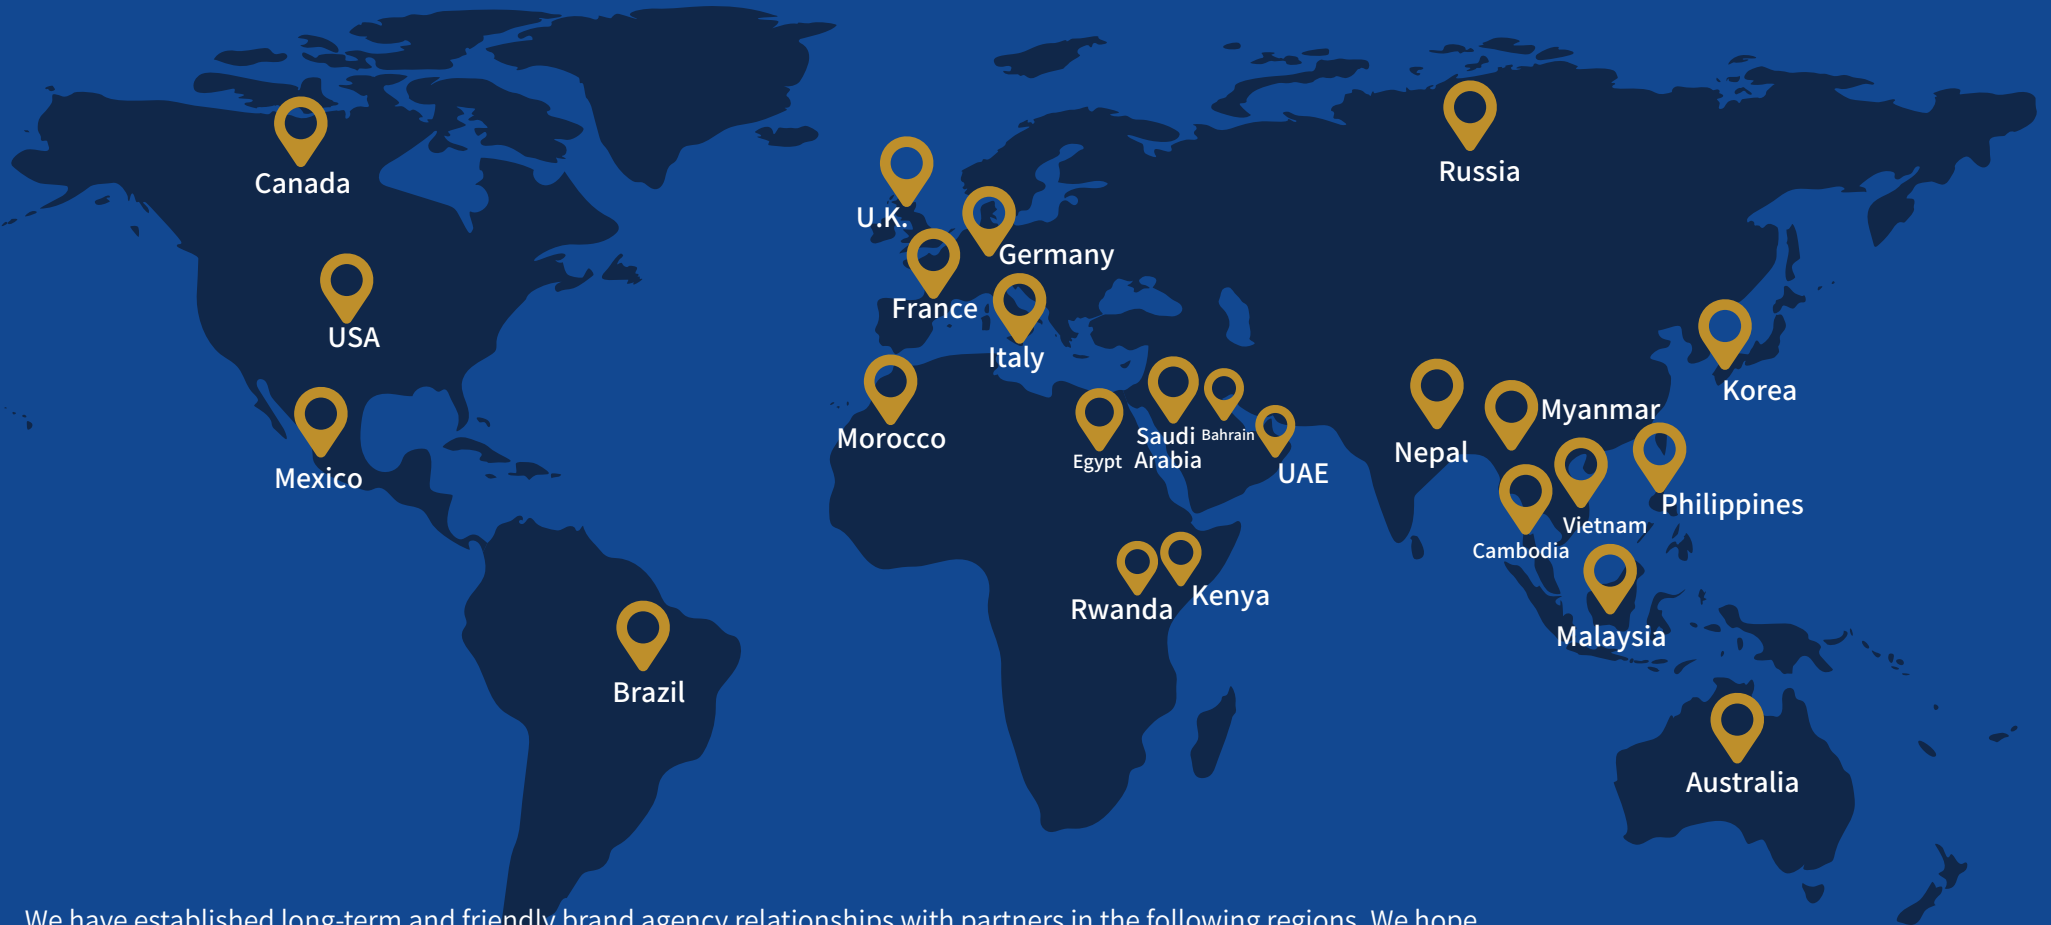 Canada
Russia
U.K.
Germany
France
USA
Italy
Korea
Morocco
Myanmar
Saudi
Arabia
Bahrain
Egypt
UAE
Nepal
Mexico
Philippines
Vietnam
Cambodia
Kenya
Rwanda
Malaysia
Brazil
Australia
We have established long-term and friendly brand agency relationships with partners in the following regions. We hope